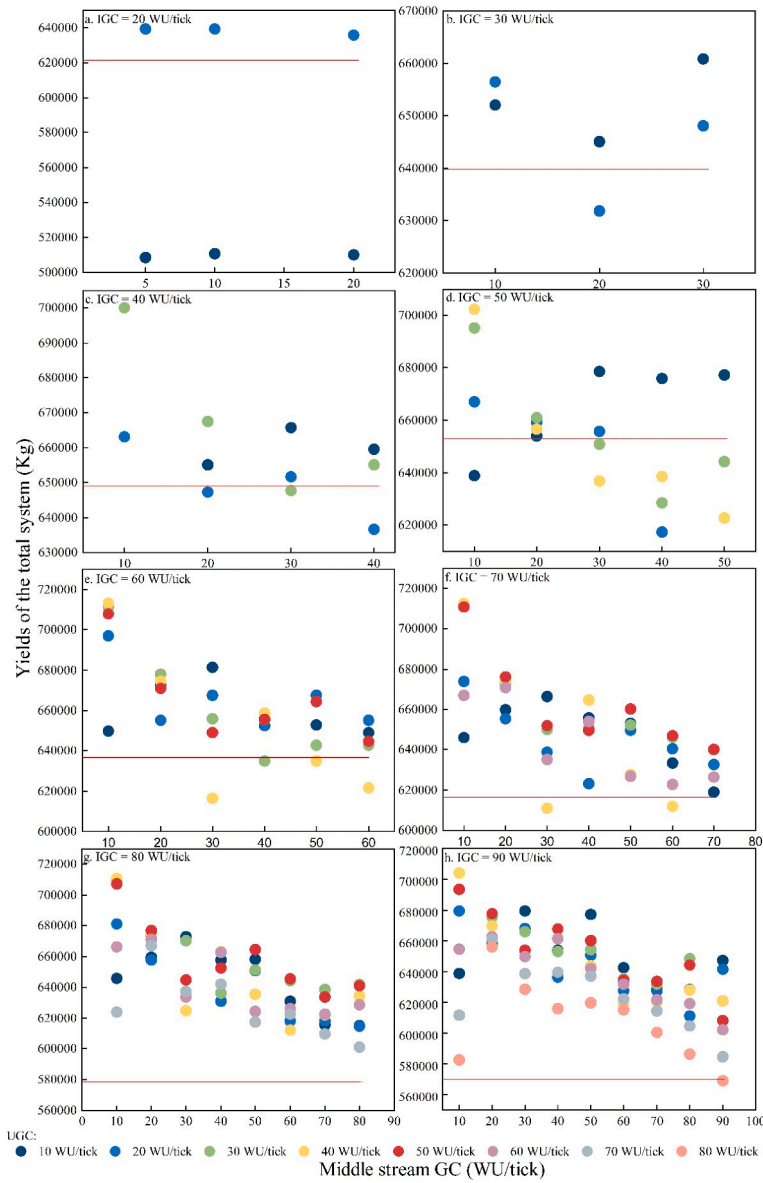 a. IGC = 20 WU/tick
640000
620000
600000
580000
560000
540000
520000
500000
5 10 15 20
b. IGC = 30 WU/tick
670000
660000
650000
640000
630000
620000
10 20 30
c. IGC = 40 WU/tick
700000
690000
680000
670000
660000
650000
640000
630000
10 20 30 40
d. IGC = 50 WU/tick
700000
680000
660000
640000
620000
10 20 30 40 50
Yields of the total system (Kg)
e. IGC = 60 WU/tick
720000
700000
680000
660000
640000
620000
600000
10 20 30 40 50 60
f. IGC = 70 WU/tick
720000
700000
680000
660000
640000
620000
600000
10 20 30 40 50 60 70 80
g. IGC = 80 WU/tick
720000
700000
680000
660000
640000
620000
600000
580000
560000
0 10 20 30 40 50 60 70 80 90
h. IGC = 90 WU/tick
720000
700000
680000
660000
640000
620000
600000
580000
560000
10 20 30 40 50 60 70 80 90 100
UGC:
10 WU/tick 20 WU/tick 30 WU/tick 40 WU/tick 50 WU/tick 60 WU/tick 70 WU/tick 80 WU/tick
Middle stream GC (WU/tick)